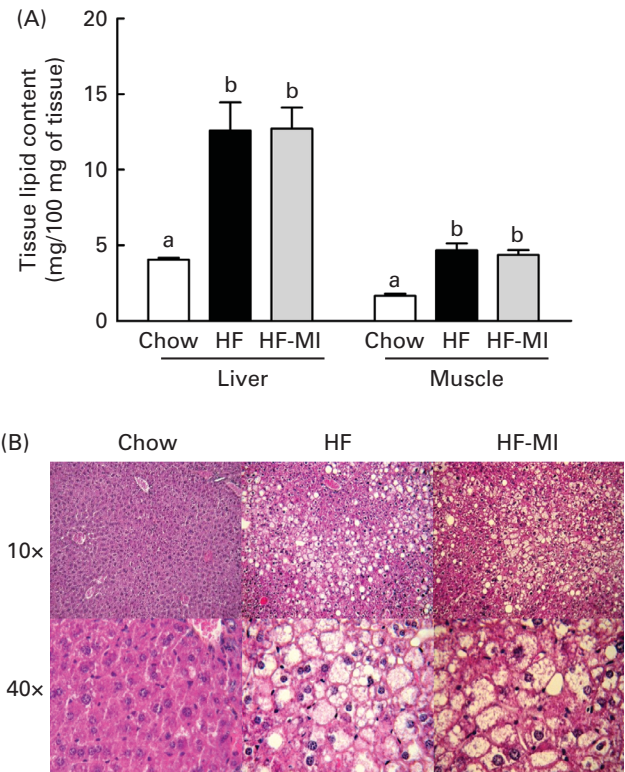 (A)
Tissue lipid content
(mg/100 mg of tissue)
20
15
10
5
0
a
b
b
a
b
b
Chow HF HF-MI Chow HF HF-MI
Liver Muscle
(B)
Chow HF HF-MI
10×
40×